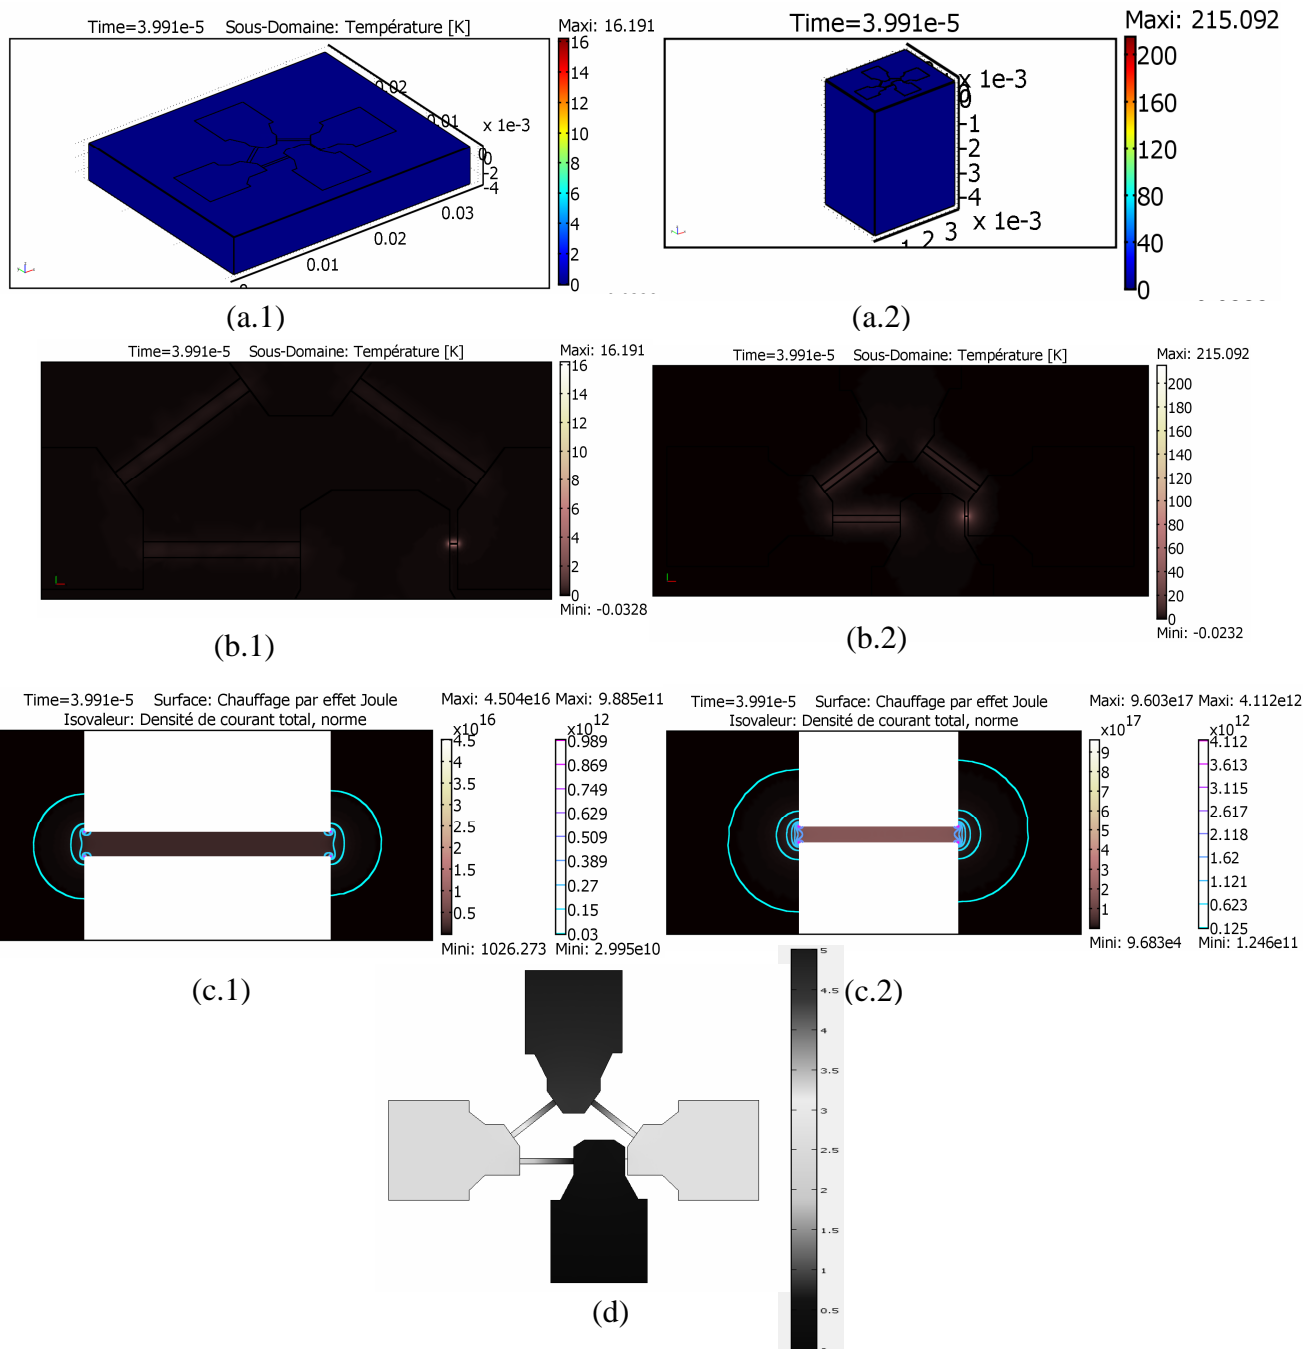 Time=3.991e-5 Sous-Domaine: Température [K]
Maxi: 16.191
16
14
12
10
8
6
4
2
0
0.02
0.01
x 1e-3
0
0
-2
-4
0.03
0.02
0.01
(a.1)
Time=3.991e-5
Maxi: 215.092
200
160
120
80
40
0
x 1e-3
0
-1
-2
-3
-4
1 2 3 x 1e-3
(a.2)
Time=3.991e-5 Sous-Domaine: Température [K]
Maxi: 16.191
16
14
12
10
8
6
4
2
0
Mini: -0.0328
(b.1)
Time=3.991e-5 Sous-Domaine: Température [K]
Maxi: 215.092
200
180
160
140
120
100
80
60
40
20
0
Mini: -0.0232
(b.2)
Time=3.991e-5 Surface: Chauffage par effet Joule
Isovaleur: Densité de courant total, norme
Maxi: 4.504e16 Maxi: 9.885e11
x10^16
4.5
4
3.5
3
2.5
2
1.5
1
0.5
x10^12
0.989
0.869
0.749
0.629
0.509
0.389
0.27
0.15
0.03
Mini: 1026.273 Mini: 2.995e10
(c.1)
Time=3.991e-5 Surface: Chauffage par effet Joule
Isovaleur: Densité de courant total, norme
Maxi: 9.603e17 Maxi: 4.112e12
x10^17
9
8
7
6
5
4
3
2
1
x10^12
4.112
3.613
3.115
2.617
2.118
1.62
1.121
0.623
0.125
Mini: 9.683e4 Mini: 1.246e11
(c.2)
5
4.5
4
3.5
3
2.5
2
1.5
1
0.5
(d)